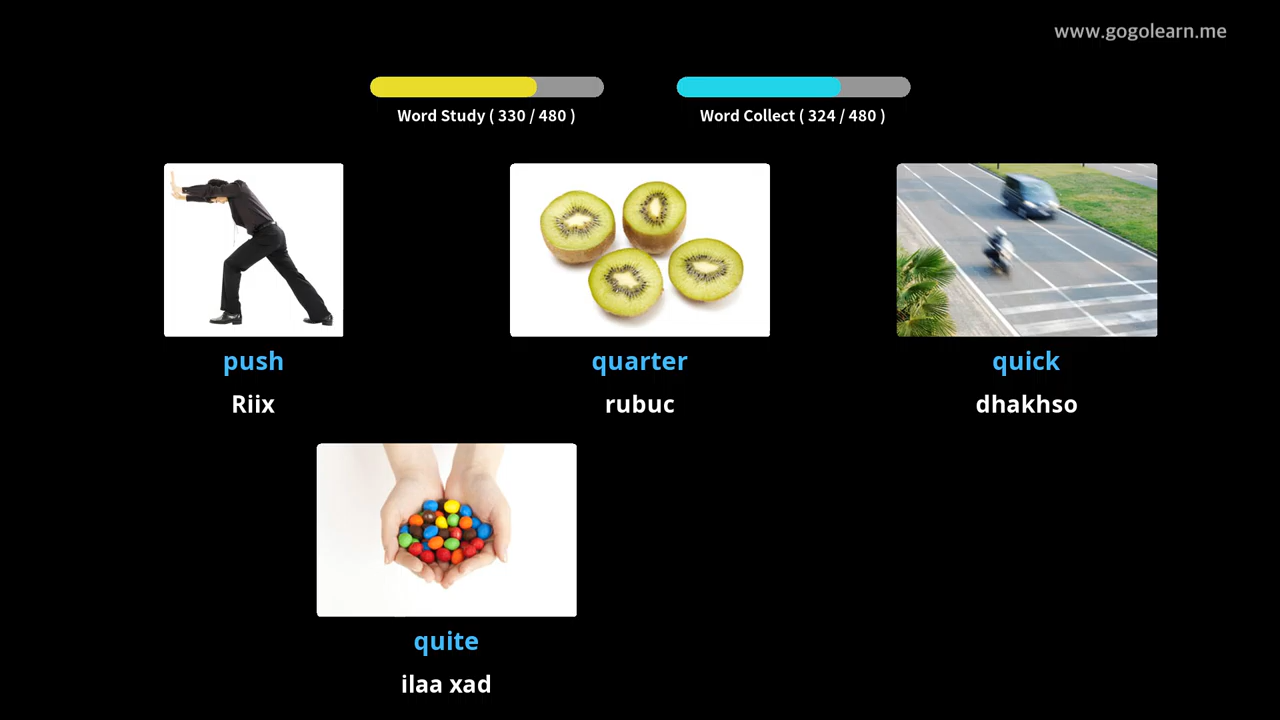 www.gogolearn.me
Word Study ( 330 / 480 )
Word Collect ( 324 / 480 )
push
Riix
quarter
rubuc
quick
dhakhso
quite
ilaa xad